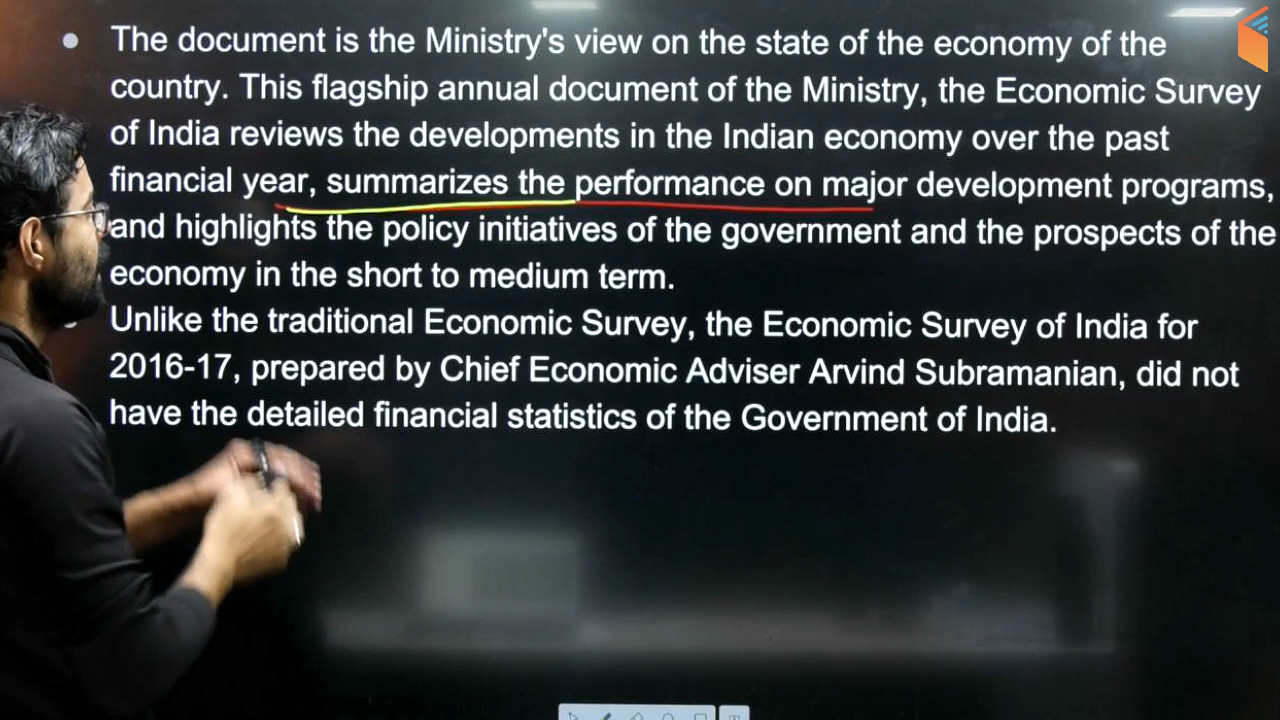 The document is the Ministry's view on the state of the economy of the
country. This flagship annual document of the Ministry, the Economic Survey
of India reviews the developments in the Indian economy over the past
financial year, summarizes the performance on major development programs,
and highlights the policy initiatives of the government and the prospects of the
economy in the short to medium term.
Unlike the traditional Economic Survey, the Economic Survey of India for
2016-17, prepared by Chief Economic Adviser Arvind Subramanian, did not
have the detailed financial statistics of the Government of India.